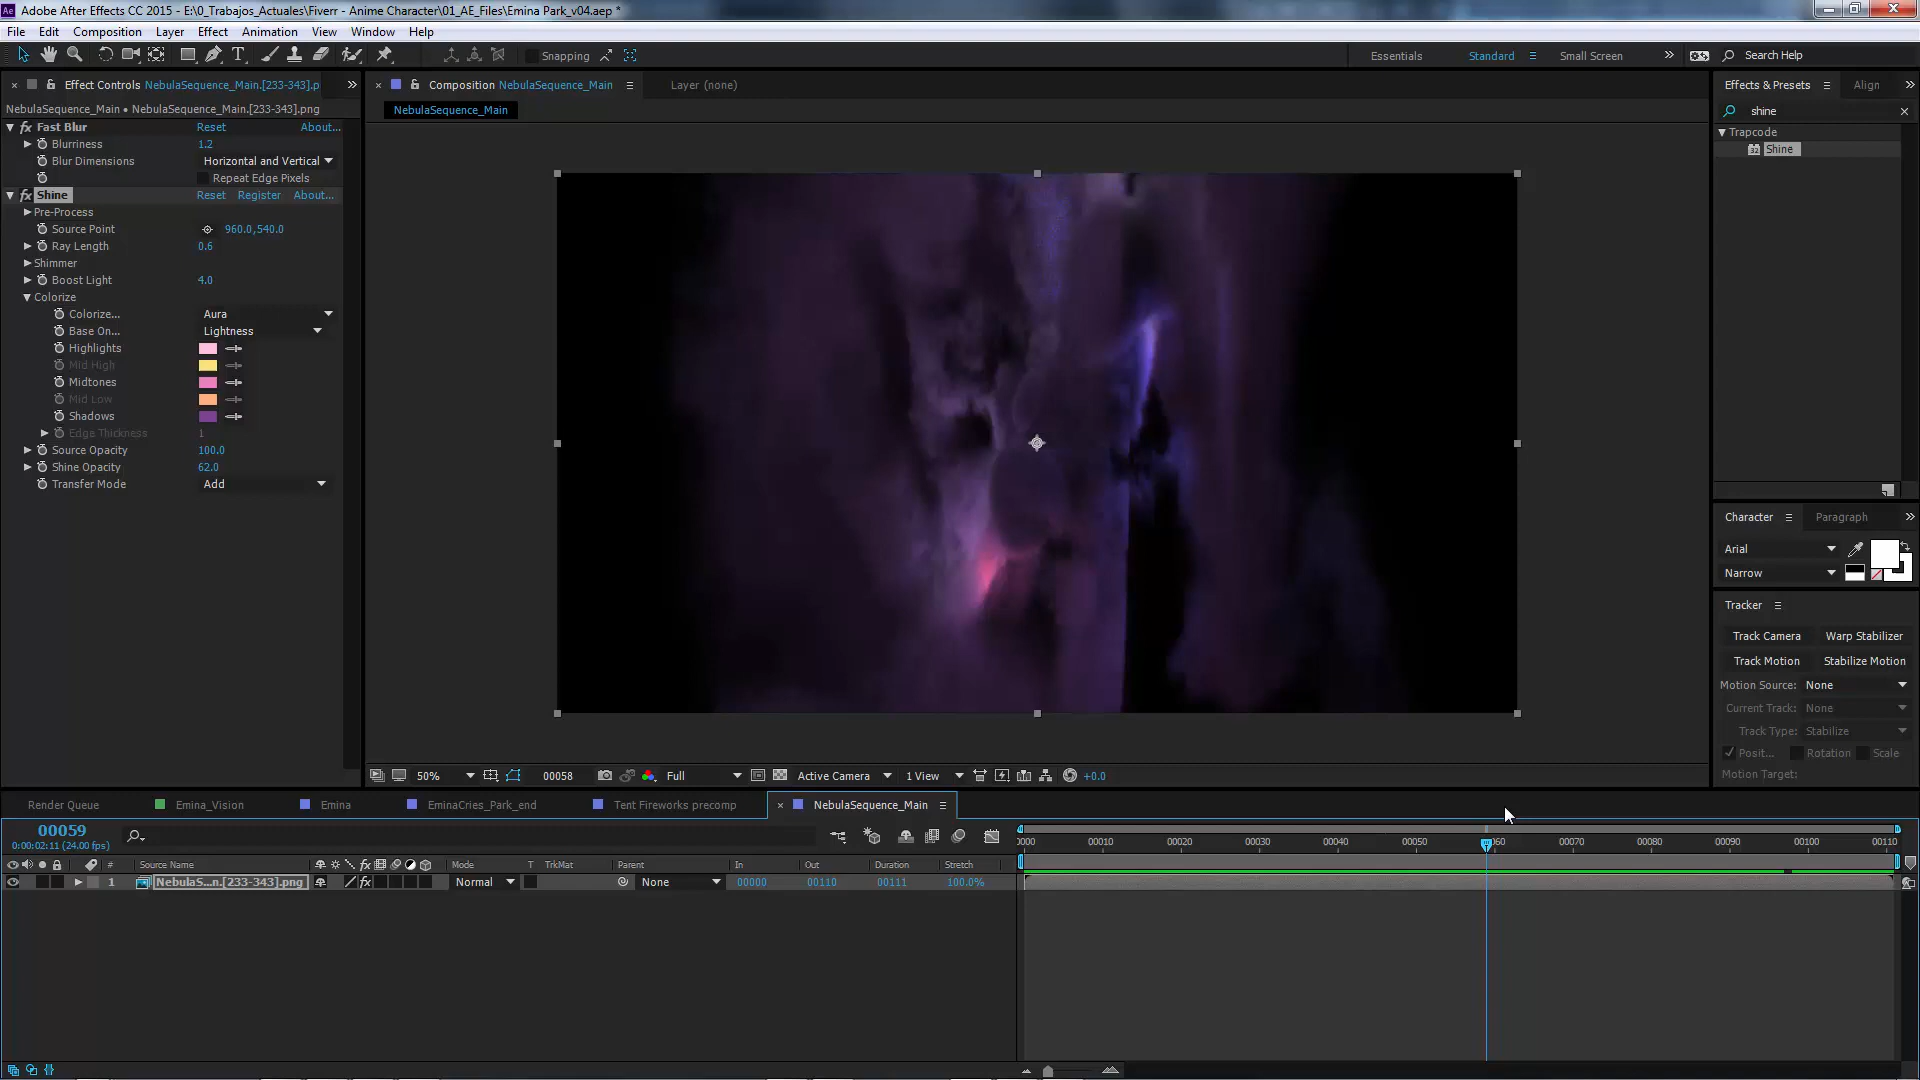 Adobe After Effects CC 2015 - E:\0_Trabajos_Actuales\Fiverr - Anime Character\01_AE_Files\Emina Park_v04.aep *
File Edit Composition Layer Effect Animation View Window Help
Snapping Essentials Standard Small Screen Search Help
Effect Controls NebulaSequence_Main.[233-343].p
Composition NebulaSequence_Main
Layer (none)
Effects & Presets Align
NebulaSequence_Main • NebulaSequence_Main.[233-343].png
NebulaSequence_Main
shine
fx Fast Blur Reset About...
Blurriness 1.2
Blur Dimensions Horizontal and Vertical
Repeat Edge Pixels
fx Shine Reset Register About...
Pre-Process
Source Point 960.0,540.0
Ray Length 0.6
Shimmer
Boost Light 4.0
Colorize
Colorize... Aura
Base On... Lightness
Highlights
Mid High
Midtones
Mid Low
Shadows
Edge Thickness 1
Source Opacity 100.0
Shine Opacity 62.0
Transfer Mode Add
Trapcode
32 Shine
Character Paragraph
Arial
Narrow
Tracker
Track Camera Warp Stabilizer
Track Motion Stabilize Motion
Motion Source: None
Current Track: None
Track Type: Stabilize
Posit... Rotation Scale
Motion Target:
50% 00058 Full Active Camera 1 View +0.0
Render Queue Emina_Vision Emina EminaCries_Park_end Tent Fireworks precomp NebulaSequence_Main
00059
0:00:02:11 (24.00 fps)
0000 00010 00020 00030 00040 00050 00060 00070 00080 00090 00100 00110
# Source Name fx Mode T TrkMat Parent In Out Duration Stretch
1 NebulaS...n.[233-343].png fx Normal None 00000 00110 00111 100.0%